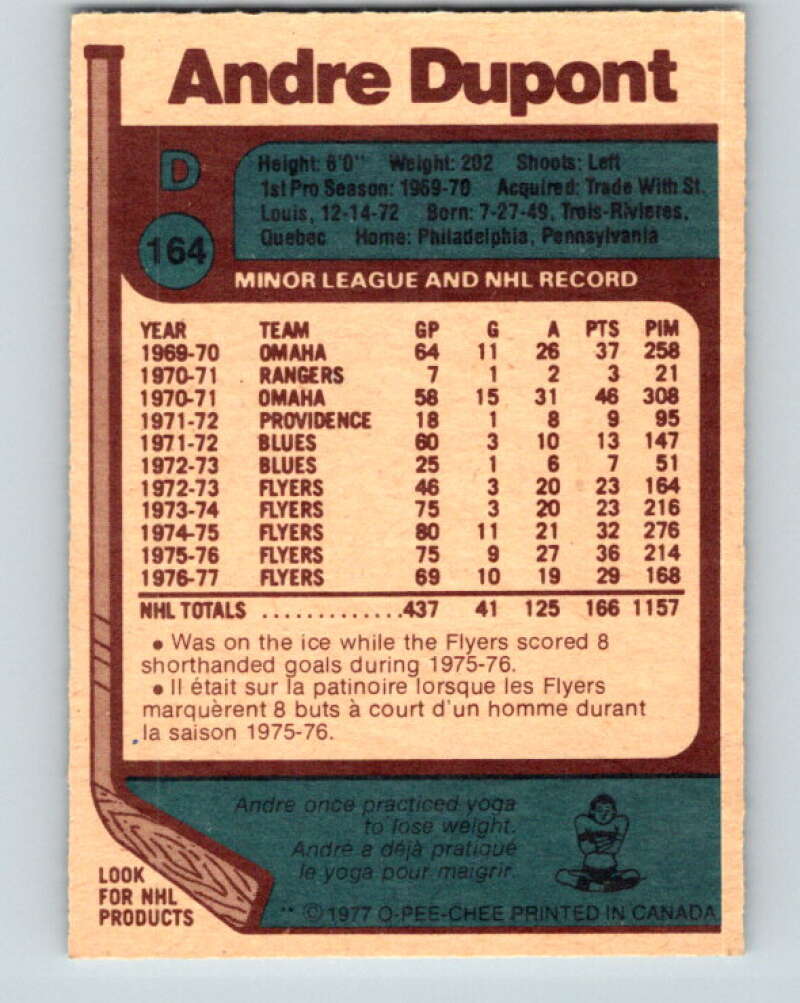 Andre Dupont
D
164
Height: 6'0" Weight: 202 Shoots: Left
1st Pro Season: 1969-70 Acquired: Trade With St.
Louis, 12-14-72 Born: 7-27-49, Trois-Rivieres,
Quebec Home: Philadelphia, Pennsylvania
MINOR LEAGUE AND NHL RECORD
YEAR TEAM GP G A PTS PIM
1969-70 OMAHA 64 11 26 37 258
1970-71 RANGERS 7 1 2 3 21
1970-71 OMAHA 58 15 31 46 308
1971-72 PROVIDENCE 18 1 8 9 95
1971-72 BLUES 60 3 10 13 147
1972-73 BLUES 25 1 6 7 51
1972-73 FLYERS 46 3 20 23 164
1973-74 FLYERS 75 3 20 23 216
1974-75 FLYERS 80 11 21 32 276
1975-76 FLYERS 75 9 27 36 214
1976-77 FLYERS 69 10 19 29 168
NHL TOTALS .............437 41 125 166 1157
• Was on the ice while the Flyers scored 8
shorthanded goals during 1975-76.
• Il était sur la patinoire lorsque les Flyers
marquèrent 8 buts à court d'un homme durant
la saison 1975-76.
Andre once practiced yoga
to lose weight.
André a déjà pratiqué
le yoga pour maigrir.
LOOK
FOR NHL
PRODUCTS
** © 1977 O-PEE-CHEE PRINTED IN CANADA